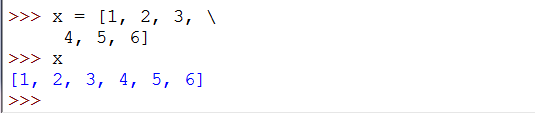 >>> x = [1, 2, 3, \
     4, 5, 6]
>>> x
[1, 2, 3, 4, 5, 6]
>>>